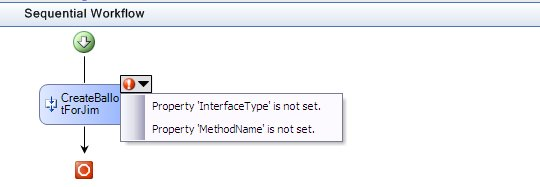 Sequential Workflow
CreateBallo
tForJim
Property 'InterfaceType' is not set.
Property 'MethodName' is not set.